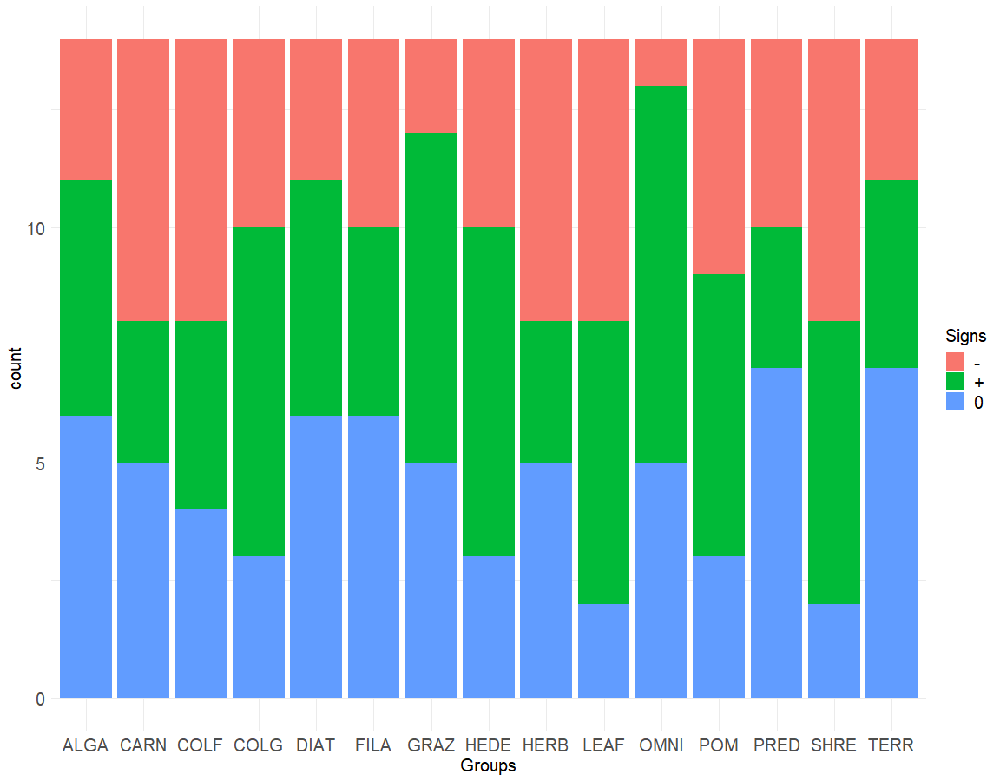 count
10
5
0
ALGA CARN COLF COLG DIAT FILA GRAZ HEDE HERB LEAF OMNI POM PRED SHRE TERR
Groups
Signs
-
+
0